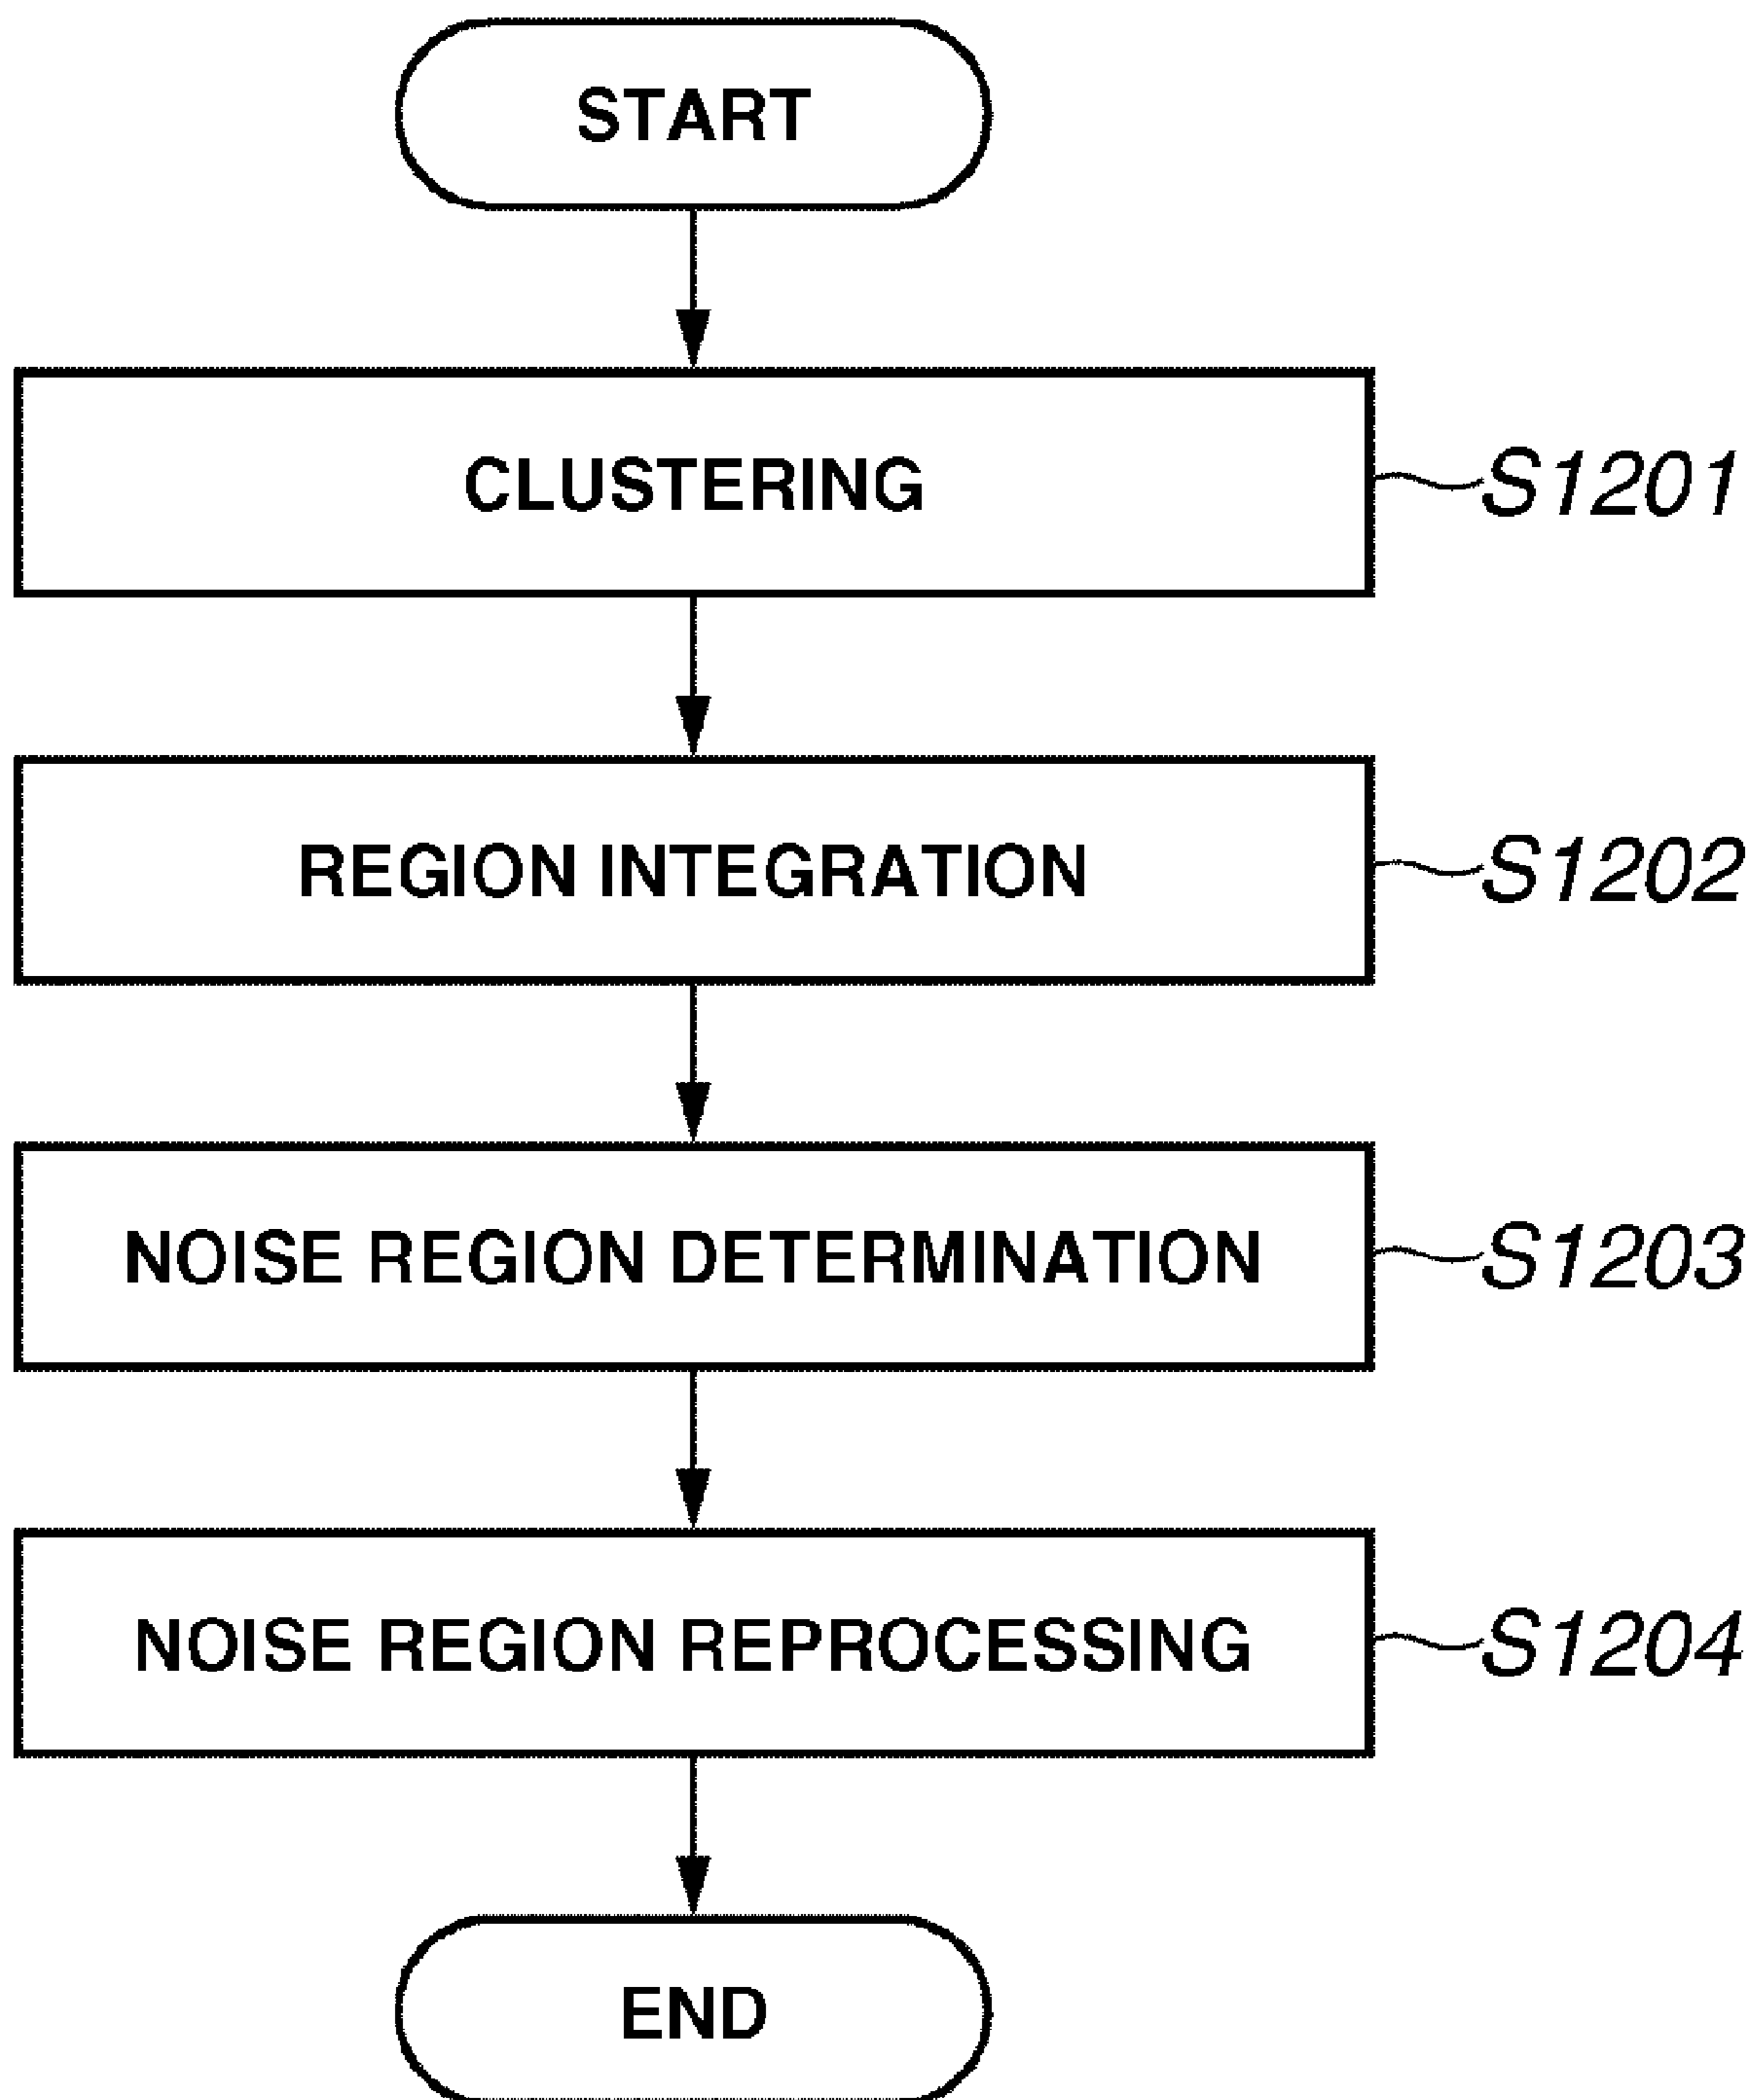 START
CLUSTERING
S1201
REGION INTEGRATION
S1202
NOISE REGION DETERMINATION
S1203
NOISE REGION REPROCESSING
S1204
END